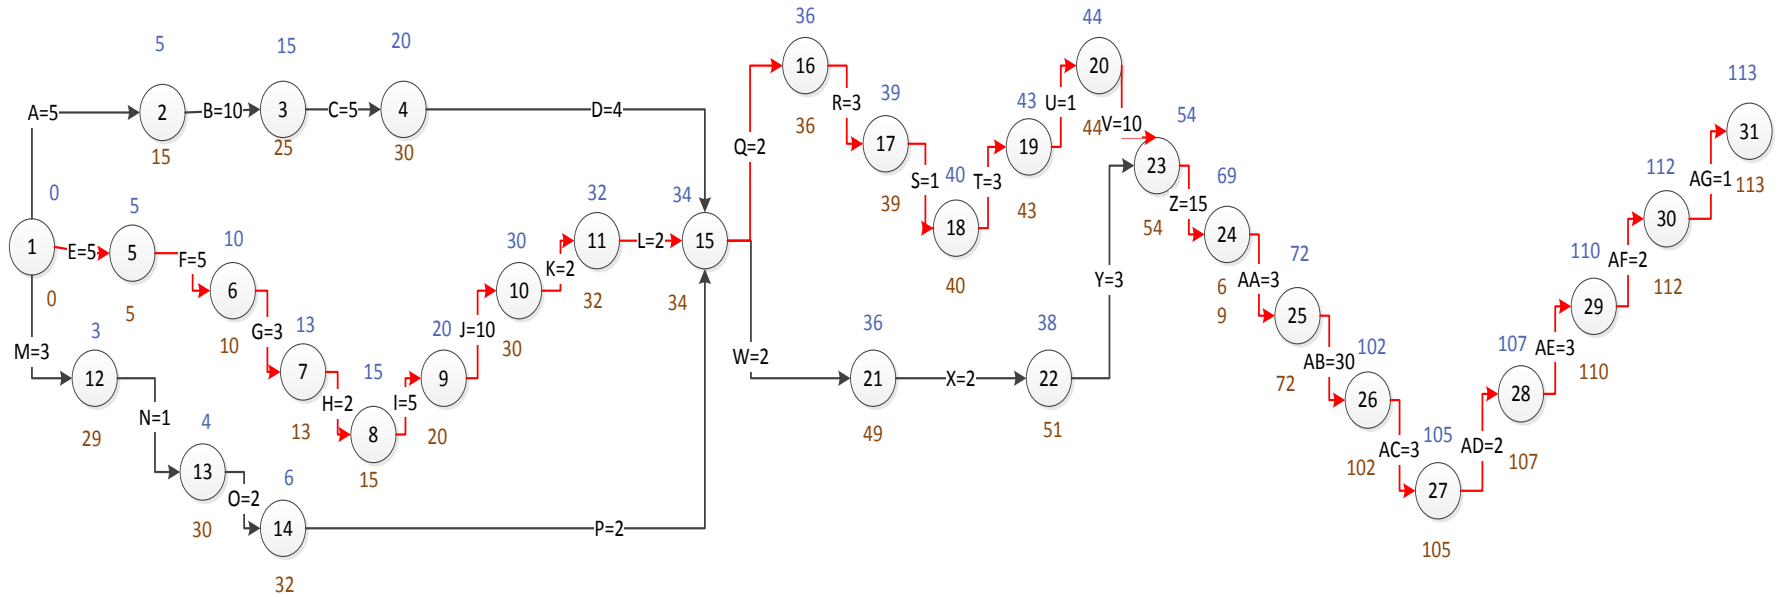 36
44
5
15
20
113
16
20
31
A=5
2
B=10
3
C=5
4
D=4
R=3
39
43
U=1
V=10
54
15
25
30
Q=2
36
44
17
19
23
0
5
32
34
S=1
40
T=3
69
112
AG=1
113
1
E=5
5
10
30
11
L=2
15
39
18
43
Z=15
54
24
30
F=5
K=2
72
110
AF=2
0
5
6
10
32
34
40
Y=3
6
9
AA=3
25
29
112
M=3
3
G=3
13
20
J=10
30
W=2
36
38
AB=30
102
107
AE=3
110
12
10
7
15
9
21
X=2
22
72
26
28
N=1
H=2
I=5
29
4
13
8
20
49
51
105
AC=3
AD=2
102
107
13
6
15
O=2
27
30
14
P=2
105
32